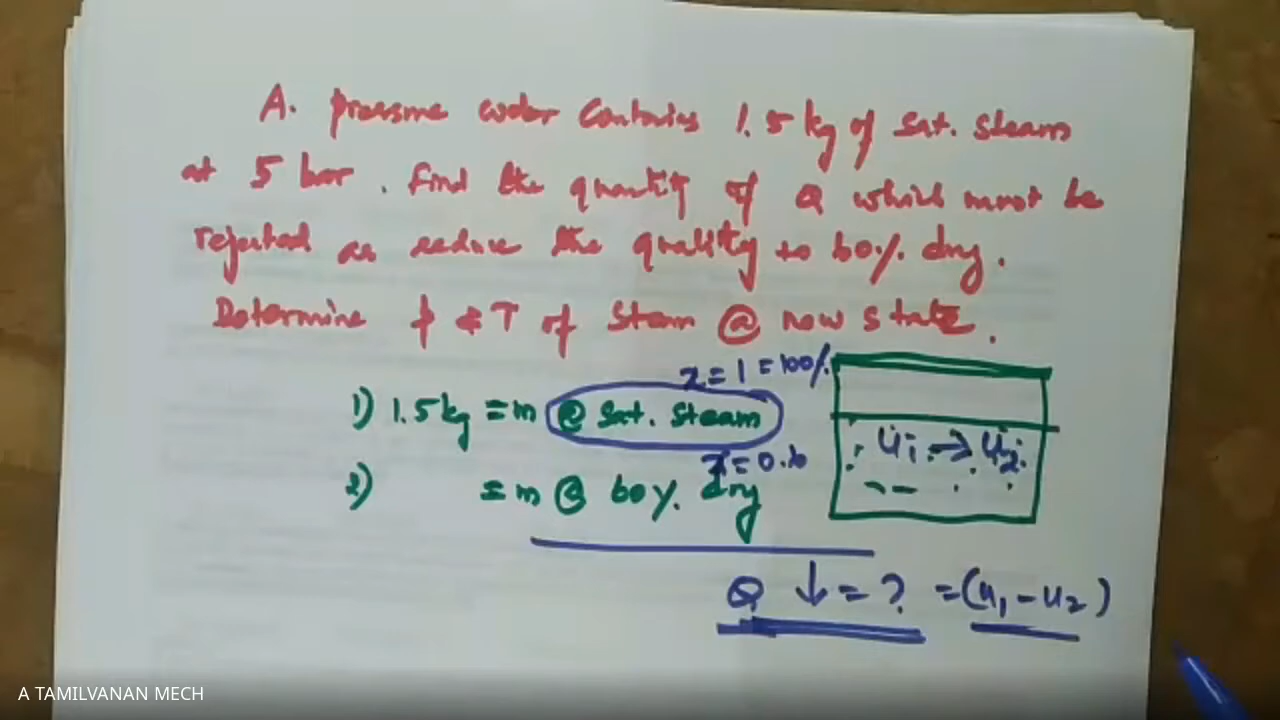 A. pressure cooker contains 1.5 kg of sat. steam
at 5 bar. find the quantity of Q which must be
rejected as reduce the quality to 60%. dry.
Determine p & T of steam @ new state.
x = 1 = 100%
1) 1.5 kg = m @ sat. steam
x = 0.6
2) = m @ 60%. dry
u1 → u2
Q ↓ = ? = (u1 - u2)
A TAMILVANAN MECH